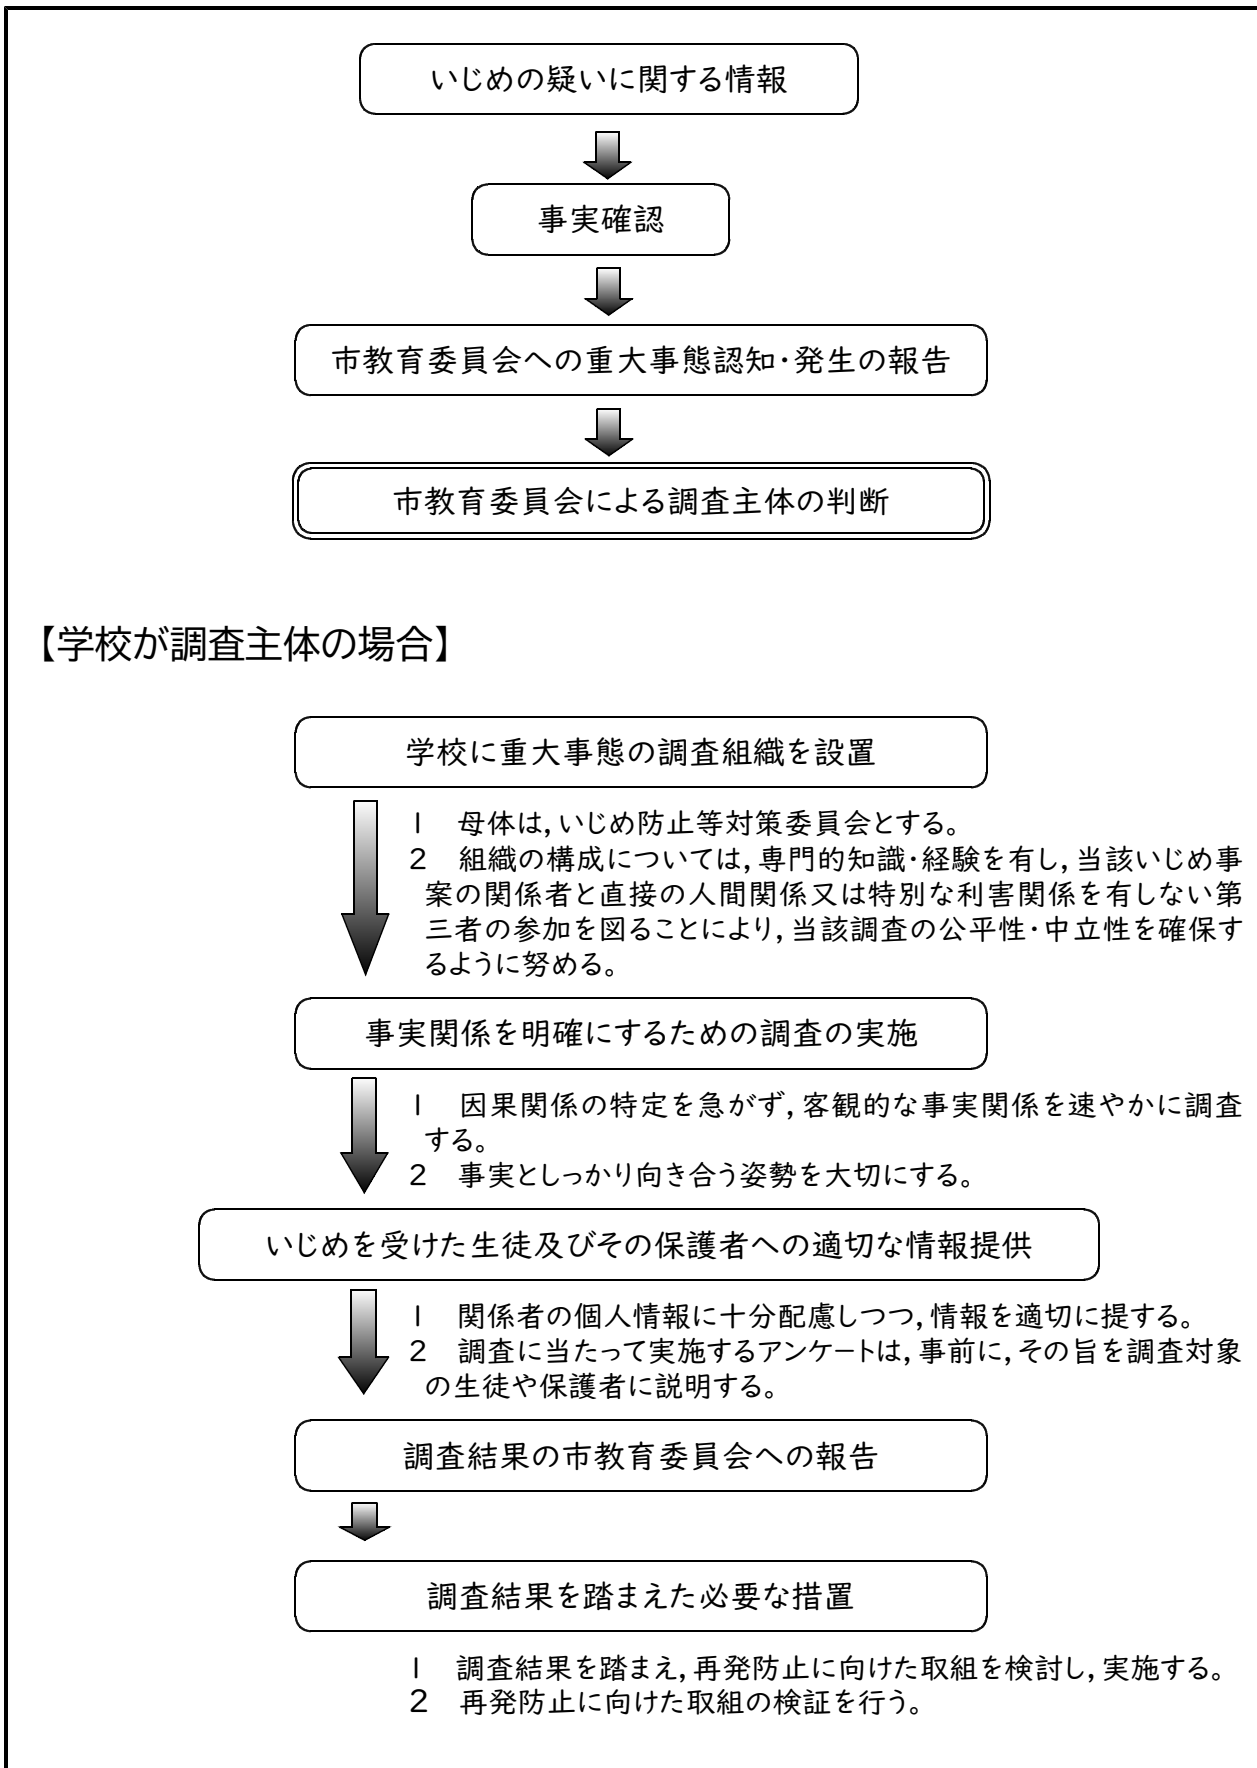 いじめの疑いに関する情報
事実確認
市教育委員会への重大事態認知・発生の報告
市教育委員会による調査主体の判断
【学校が調査主体の場合】
学校に重大事態の調査組織を設置
1　母体は,いじめ防止等対策委員会とする。
2　組織の構成については,専門的知識・経験を有し,当該いじめ事
案の関係者と直接の人間関係又は特別な利害関係を有しない第
三者の参加を図ることにより,当該調査の公平性・中立性を確保す
るように努める。
事実関係を明確にするための調査の実施
1　因果関係の特定を急がず,客観的な事実関係を速やかに調査
する。
2　事実としっかり向き合う姿勢を大切にする。
いじめを受けた生徒及びその保護者への適切な情報提供
1　関係者の個人情報に十分配慮しつつ,情報を適切に提する。
2　調査に当たって実施するアンケートは,事前に,その旨を調査対象
の生徒や保護者に説明する。
調査結果の市教育委員会への報告
調査結果を踏まえた必要な措置
1　調査結果を踏まえ,再発防止に向けた取組を検討し,実施する。
2　再発防止に向けた取組の検証を行う。